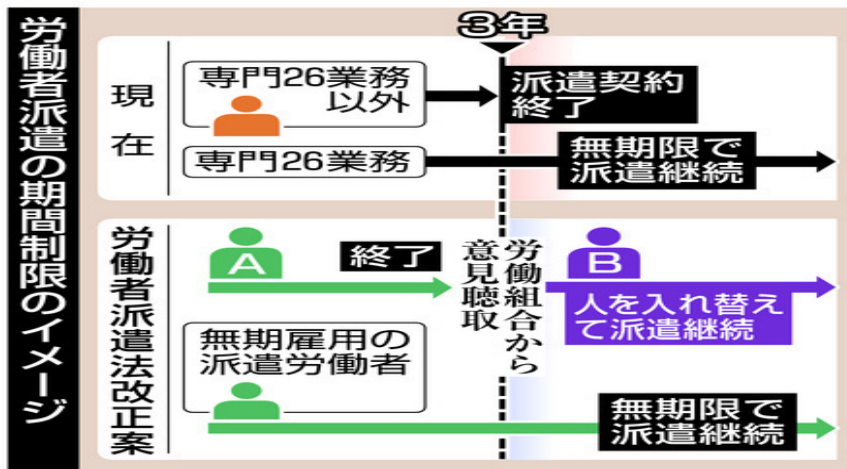 労働者派遣の期間制限のイメージ
3年
現在
専門26業務
以外
派遣契約
終了
専門26業務
無期限で
派遣継続
労働者派遣法改正案
A
終了
労働組合から
意見聴取
B
人を入れ替え
て派遣継続
無期雇用の
派遣労働者
無期限で
派遣継続